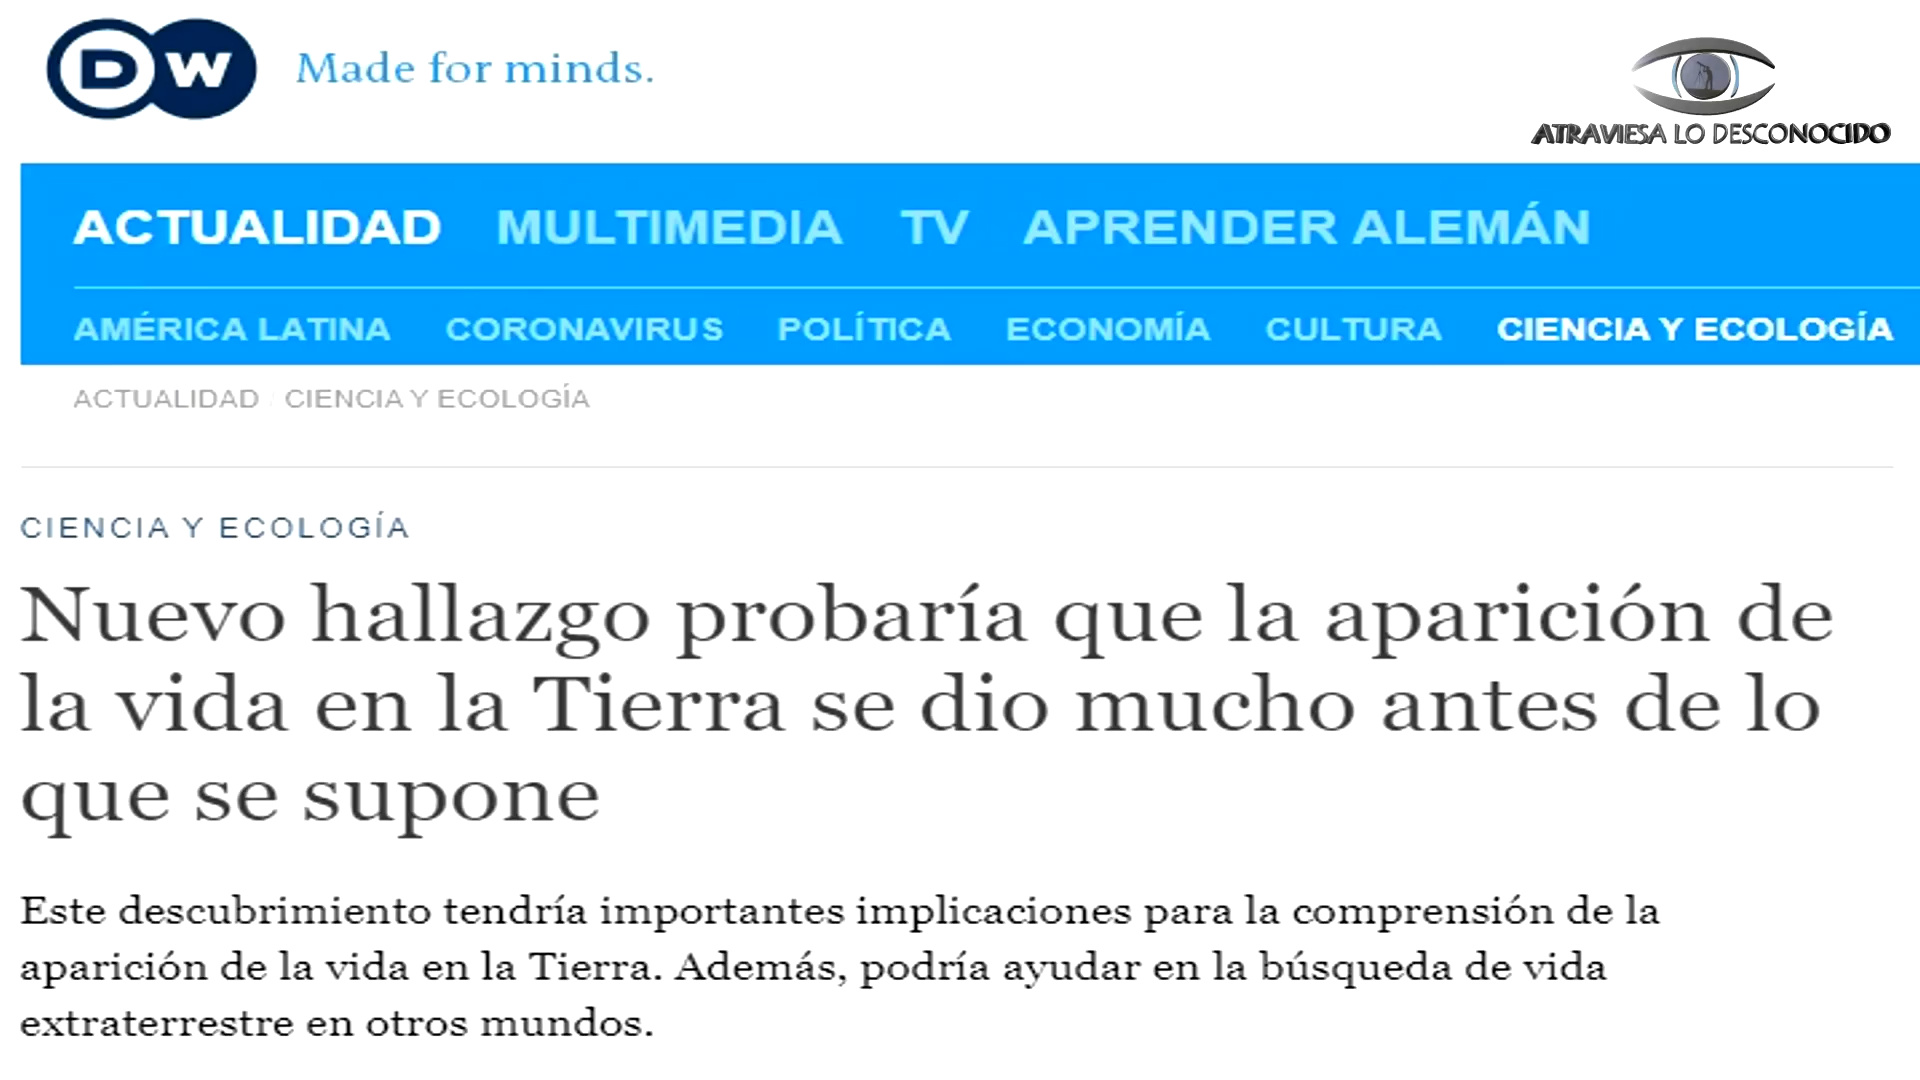 DW Made for minds.
ATRAVIESA LO DESCONOCIDO
ACTUALIDAD MULTIMEDIA TV APRENDER ALEMÁN
AMÉRICA LATINA CORONAVIRUS POLÍTICA ECONOMÍA CULTURA CIENCIA Y ECOLOGÍA
ACTUALIDAD / CIENCIA Y ECOLOGÍA
CIENCIA Y ECOLOGÍA
Nuevo hallazgo probaría que la aparición de
la vida en la Tierra se dio mucho antes de lo
que se supone
Este descubrimiento tendría importantes implicaciones para la comprensión de la
aparición de la vida en la Tierra. Además, podría ayudar en la búsqueda de vida
extraterrestre en otros mundos.